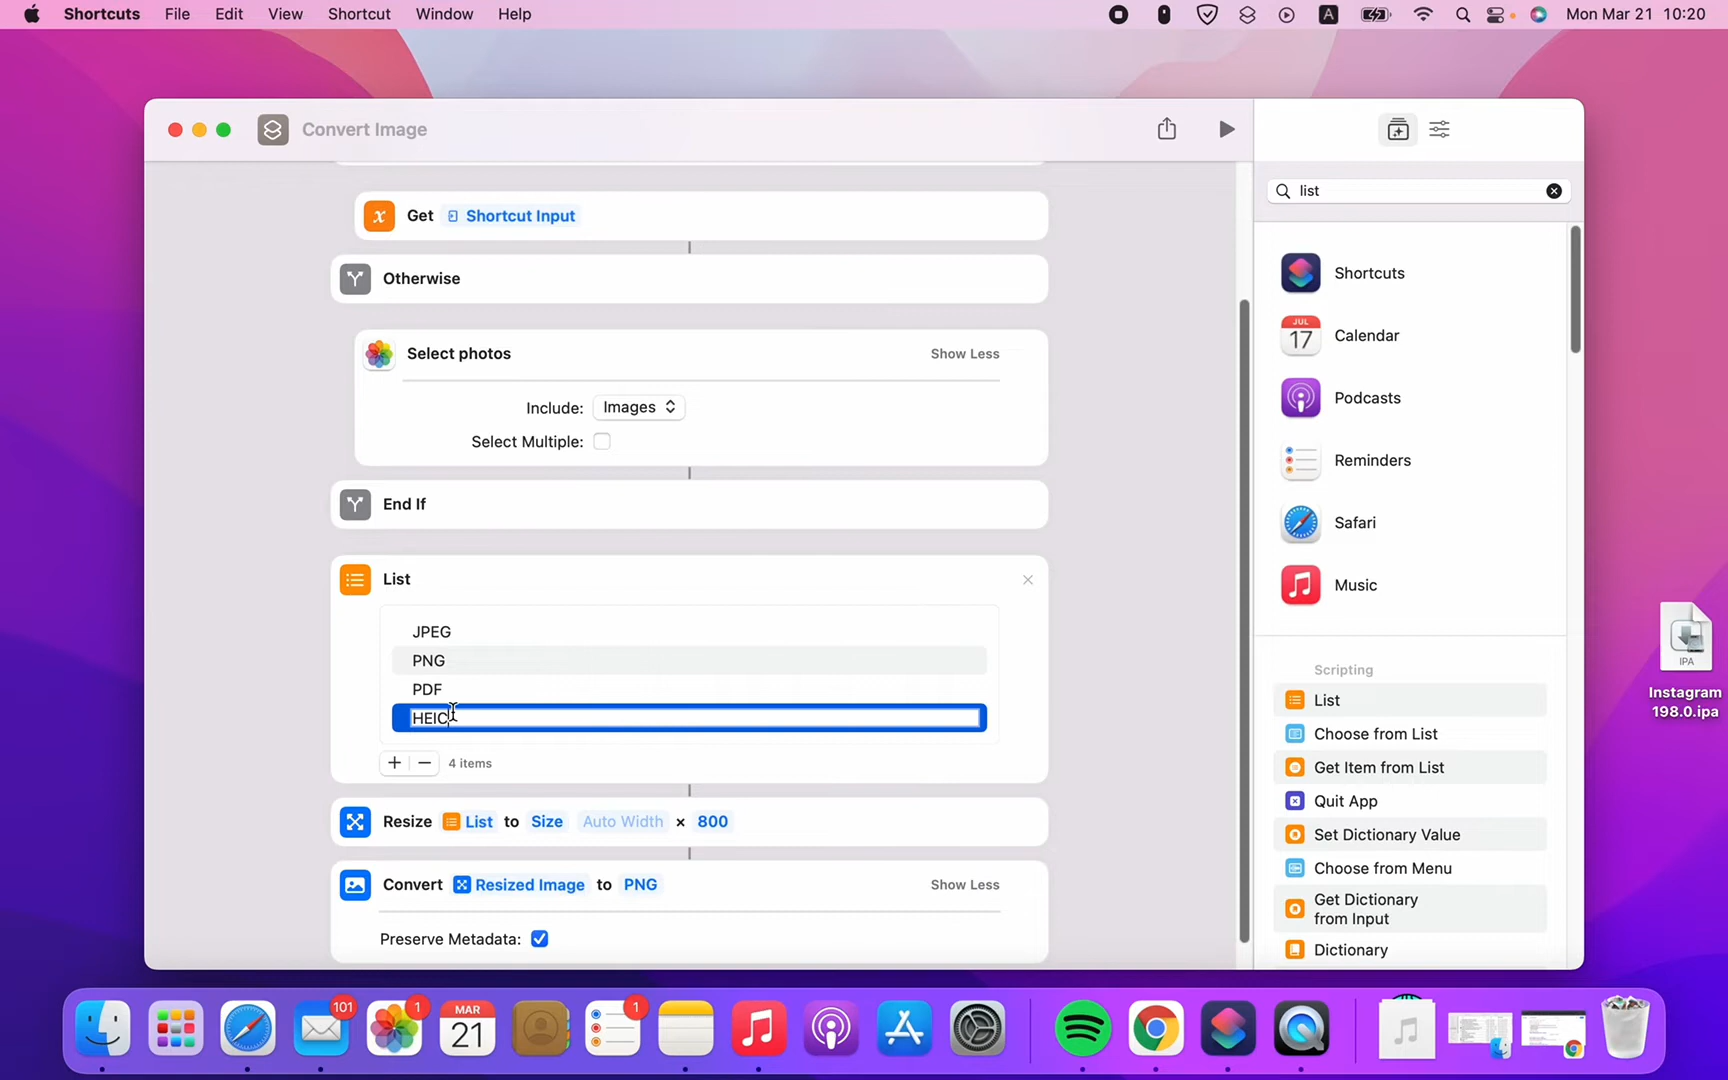 Shortcuts File Edit View Shortcut Window Help A Mon Mar 21 10:20
Convert Image
list
Get Shortcut Input
Otherwise
Select photos Show Less
Include: Images
Select Multiple:
End If
List
JPEG
PNG
PDF
HEIC
4 items
Resize List to Size Auto Width × 800
Convert Resized Image to PNG Show Less
Preserve Metadata:
Shortcuts
JUL
17
Calendar
Podcasts
Reminders
Safari
Music
Scripting
List
Choose from List
Get Item from List
Quit App
Set Dictionary Value
Choose from Menu
Get Dictionary
from Input
Dictionary
IPA
Instagram
198.0.ipa
101
1
MAR
21
1